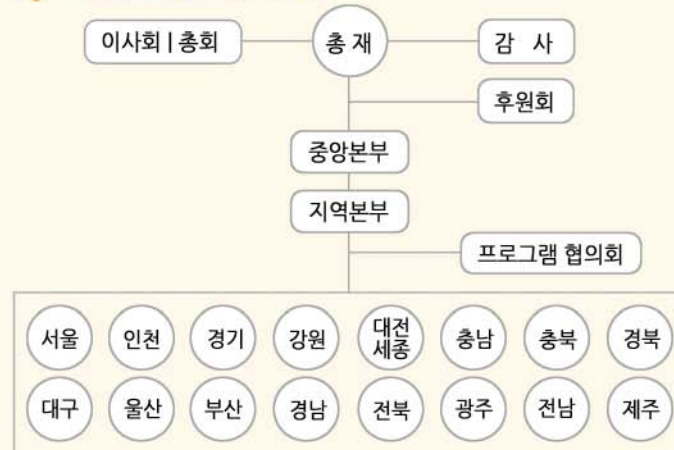 이사회 | 총회
총 재
감 사
후원회
중앙본부
지역본부
프로그램 협의회
서울
인천
경기
강원
대전
세종
충남
충북
경북
대구
울산
부산
경남
전북
광주
전남
제주